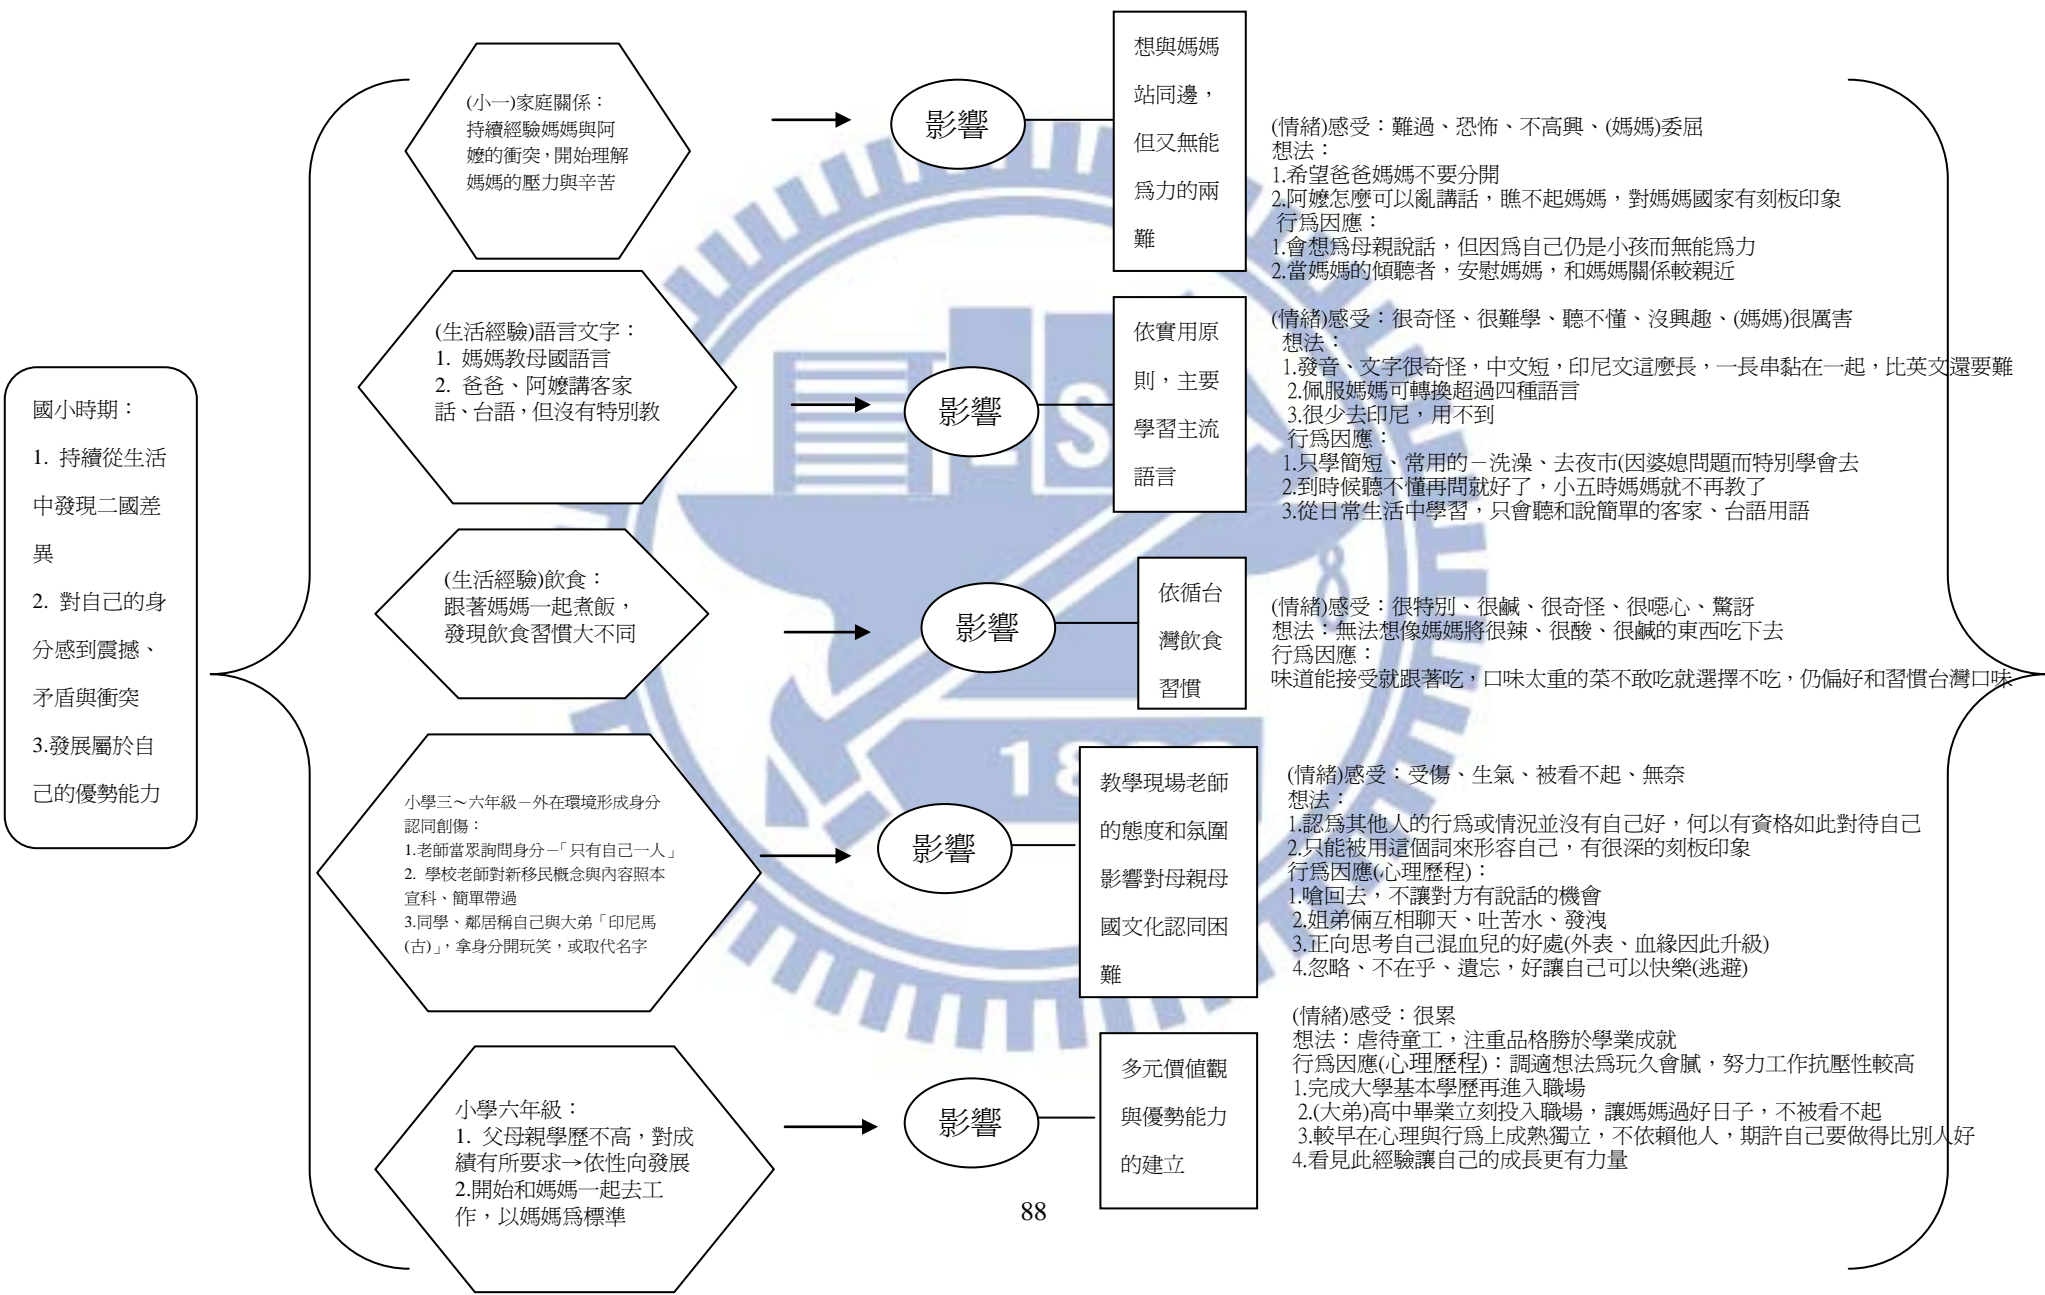 國小時期：
1. 持續從生活
中發現二國差
異
2. 對自己的身
分感到震撼、
矛盾與衝突
3.發展屬於自
己的優勢能力
(小一)家庭關係：
持續經驗媽媽與阿
嬤的衝突，開始理解
媽媽的壓力與辛苦
影響
想與媽媽
站同邊，
但又無能
為力的兩
難
(情緒)感受：難過、恐怖、不高興、(媽媽)委屈
想法：
1.希望爸爸媽媽不要分開
2.阿嬤怎麼可以亂講話，瞧不起媽媽，對媽媽國家有刻板印象
行為因應：
1.會想為母親說話，但因為自己仍是小孩而無能為力
2.當媽媽的傾聽者，安慰媽媽，和媽媽關係較親近
(生活經驗)語言文字：
1. 媽媽教母國語言
2. 爸爸、阿嬤講客家
話、台語，但沒有特別教
影響
依實用原
則，主要
學習主流
語言
(情緒)感受：很奇怪、很難學、聽不懂、沒興趣、(媽媽)很厲害
想法：
1.發音、文字很奇怪，中文短，印尼文這麼長，一長串黏在一起，比英文還要難
2.佩服媽媽可轉換超過四種語言
3.很少去印尼，用不到
行為因應：
1.只學簡短、常用的－洗澡、去夜市(因婆媳問題而特別學會去
2.到時候聽不懂再問就好了，小五時媽媽就不再教了
3.從日常生活中學習，只會聽和說簡單的客家、台語用語
(生活經驗)飲食：
跟著媽媽一起煮飯，
發現飲食習慣大不同
影響
依循台
灣飲食
習慣
(情緒)感受：很特別、很鹹、很奇怪、很噁心、驚訝
想法：無法想像媽媽將很辣、很酸、很鹹的東西吃下去
行為因應：
味道能接受就跟著吃，口味太重的菜不敢吃就選擇不吃，仍偏好和習慣台灣口味
小學三～六年級－外在環境形成身分
認同創傷：
1.老師當眾詢問身分－「只有自己一人」
2. 學校老師對新移民概念與內容照本
宣科、簡單帶過
3.同學、鄰居稱自己與大弟「印尼馬
(古)」，拿身分開玩笑，或取代名字
影響
教學現場老師
的態度和氛圍
影響對母親母
國文化認同困
難
(情緒)感受：受傷、生氣、被看不起、無奈
想法：
1.認為其他人的行為或情況並沒有自己好，何以有資格如此對待自己
2.只能被用這個詞來形容自己，有很深的刻板印象
行為因應(心理歷程)：
1.嗆回去，不讓對方有說話的機會
2.姐弟倆互相聊天、吐苦水、發洩
3.正向思考自己混血兒的好處(外表、血緣因此升級)
4.忽略、不在乎、遺忘，好讓自己可以快樂(逃避)
小學六年級：
1. 父母親學歷不高，對成
績有所要求→依性向發展
2.開始和媽媽一起去工
作，以媽媽為標準
影響
多元價值觀
與優勢能力
的建立
(情緒)感受：很累
想法：虐待童工，注重品格勝於學業成就
行為因應(心理歷程)：調適想法為玩久會膩，努力工作抗壓性較高
1.完成大學基本學歷再進入職場
2.(大弟)高中畢業立刻投入職場，讓媽媽過好日子，不被看不起
3.較早在心理與行為上成熟獨立，不依賴他人，期許自己要做得比別人好
4.看見此經驗讓自己的成長更有力量
88